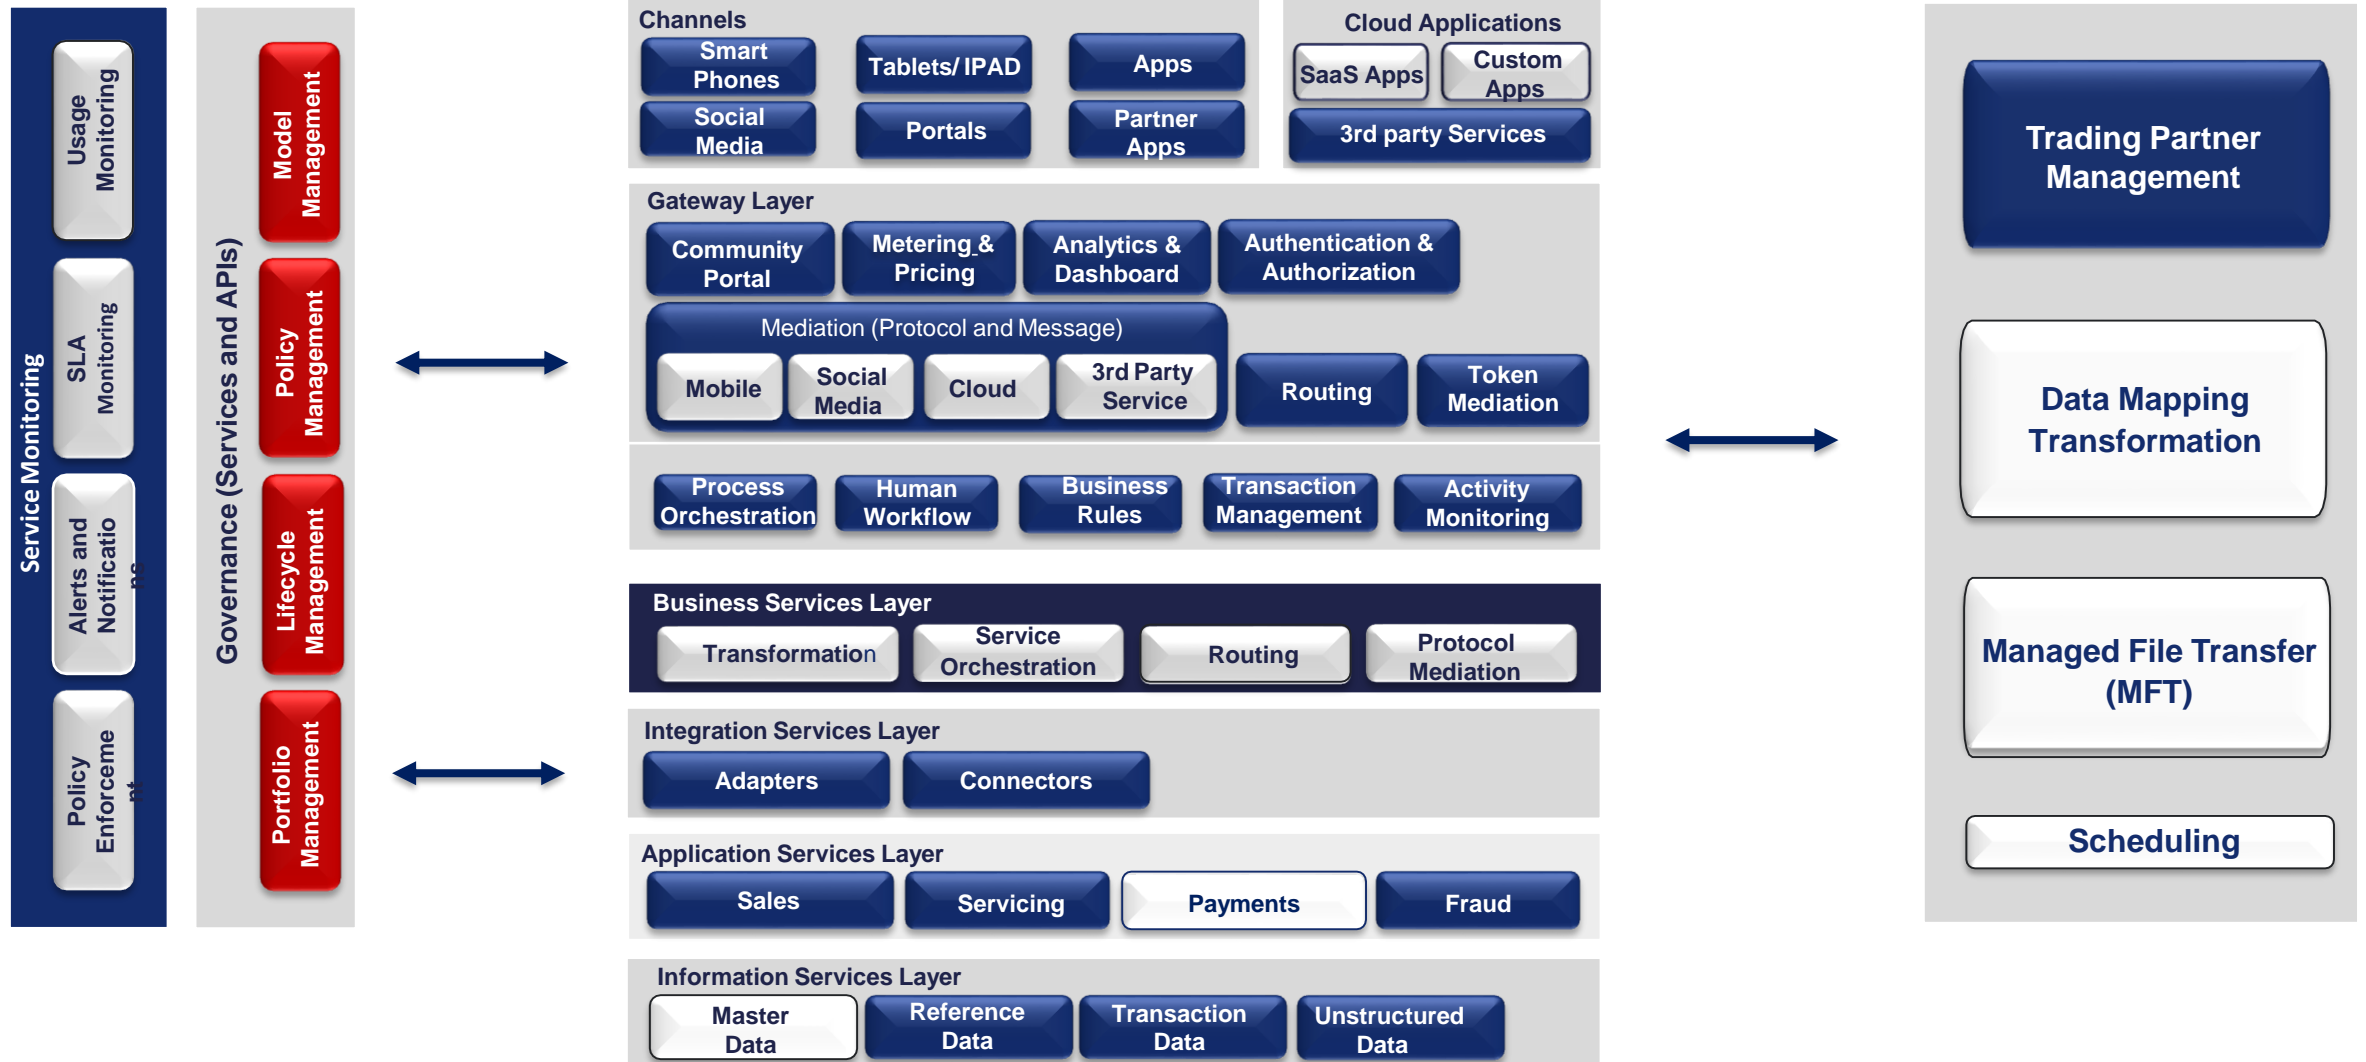 Service Monitoring
Usage
Monitoring
SLA
Monitoring
Alerts and
Notificatio
ns
Policy
Enforceme
nt
Governance (Services and APIs)
Model
Management
Policy
Management
Lifecycle
Management
Portfolio
Management
Channels
Smart
Phones
Tablets/ IPAD
Apps
Social
Media
Portals
Partner
Apps
Cloud Applications
SaaS Apps
Custom
Apps
3rd party Services
Gateway Layer
Community
Portal
Metering &
Pricing
Analytics &
Dashboard
Authentication &
Authorization
Mediation (Protocol and Message)
Mobile
Social
Media
Cloud
3rd Party
Service
Routing
Token
Mediation
Process
Orchestration
Human
Workflow
Business
Rules
Transaction
Management
Activity
Monitoring
Business Services Layer
Transformation
Service
Orchestration
Routing
Protocol
Mediation
Integration Services Layer
Adapters
Connectors
Application Services Layer
Sales
Servicing
Payments
Fraud
Information Services Layer
Master
Data
Reference
Data
Transaction
Data
Unstructured
Data
Trading Partner
Management
Data Mapping
Transformation
Managed File Transfer
(MFT)
Scheduling